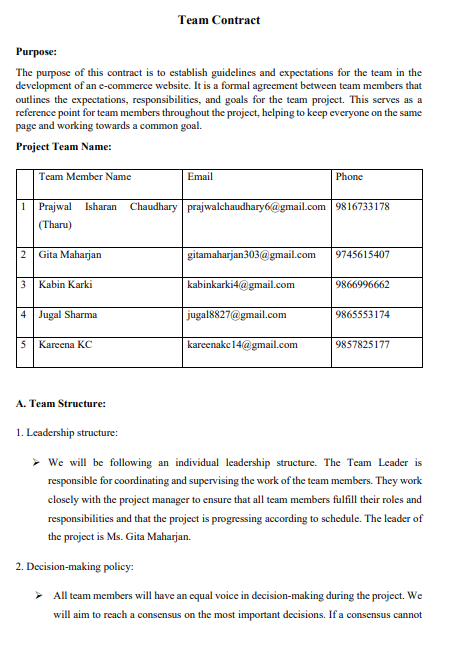 Team Contract
Purpose:
The purpose of this contract is to establish guidelines and expectations for the team in the
development of an e-commerce website. It is a formal agreement between team members that
outlines the expectations, responsibilities, and goals for the team project. This serves as a
reference point for team members throughout the project, helping to keep everyone on the same
page and working towards a common goal.
Project Team Name:
Team Member Name Email Phone
1 Prajwal Isharan Chaudhary prajwalchaudhary6@gmail.com 9816733178
(Tharu)
2 Gita Maharjan gitamaharjan303@gmail.com 9745615407
3 Kabin Karki kabinkarki4@gmail.com 9866996662
4 Jugal Sharma jugal8827@gmail.com 9865553174
5 Kareena KC kareenakc14@gmail.com 9857825177
A. Team Structure:
1. Leadership structure:
➢ We will be following an individual leadership structure. The Team Leader is
responsible for coordinating and supervising the work of the team members. They work
closely with the project manager to ensure that all team members fulfill their roles and
responsibilities and that the project is progressing according to schedule. The leader of
the project is Ms. Gita Maharjan.
2. Decision-making policy:
➢ All team members will have an equal voice in decision-making during the project. We
will aim to reach a consensus on the most important decisions. If a consensus cannot